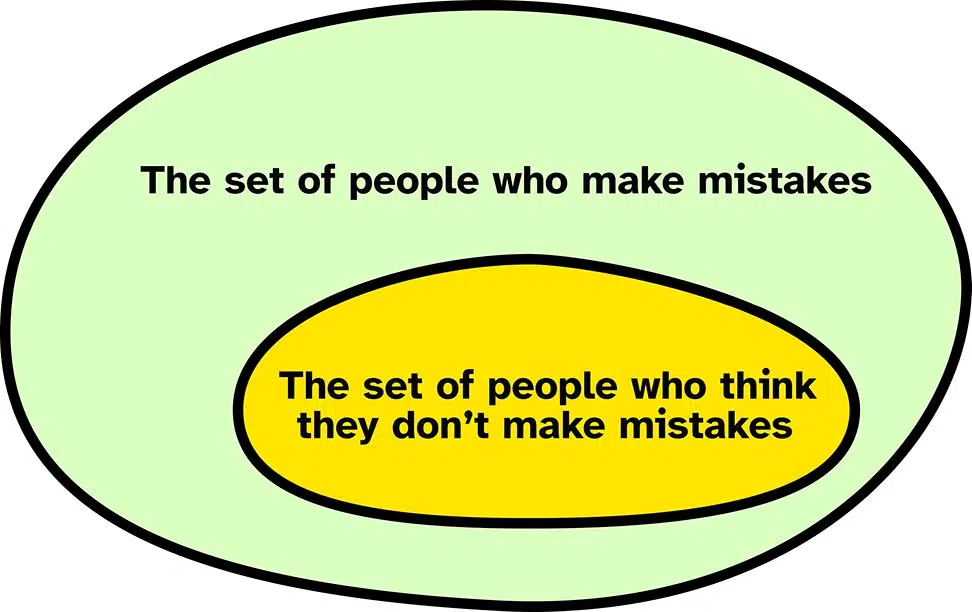 The set of people who make mistakes
The set of people who think
they don’t make mistakes